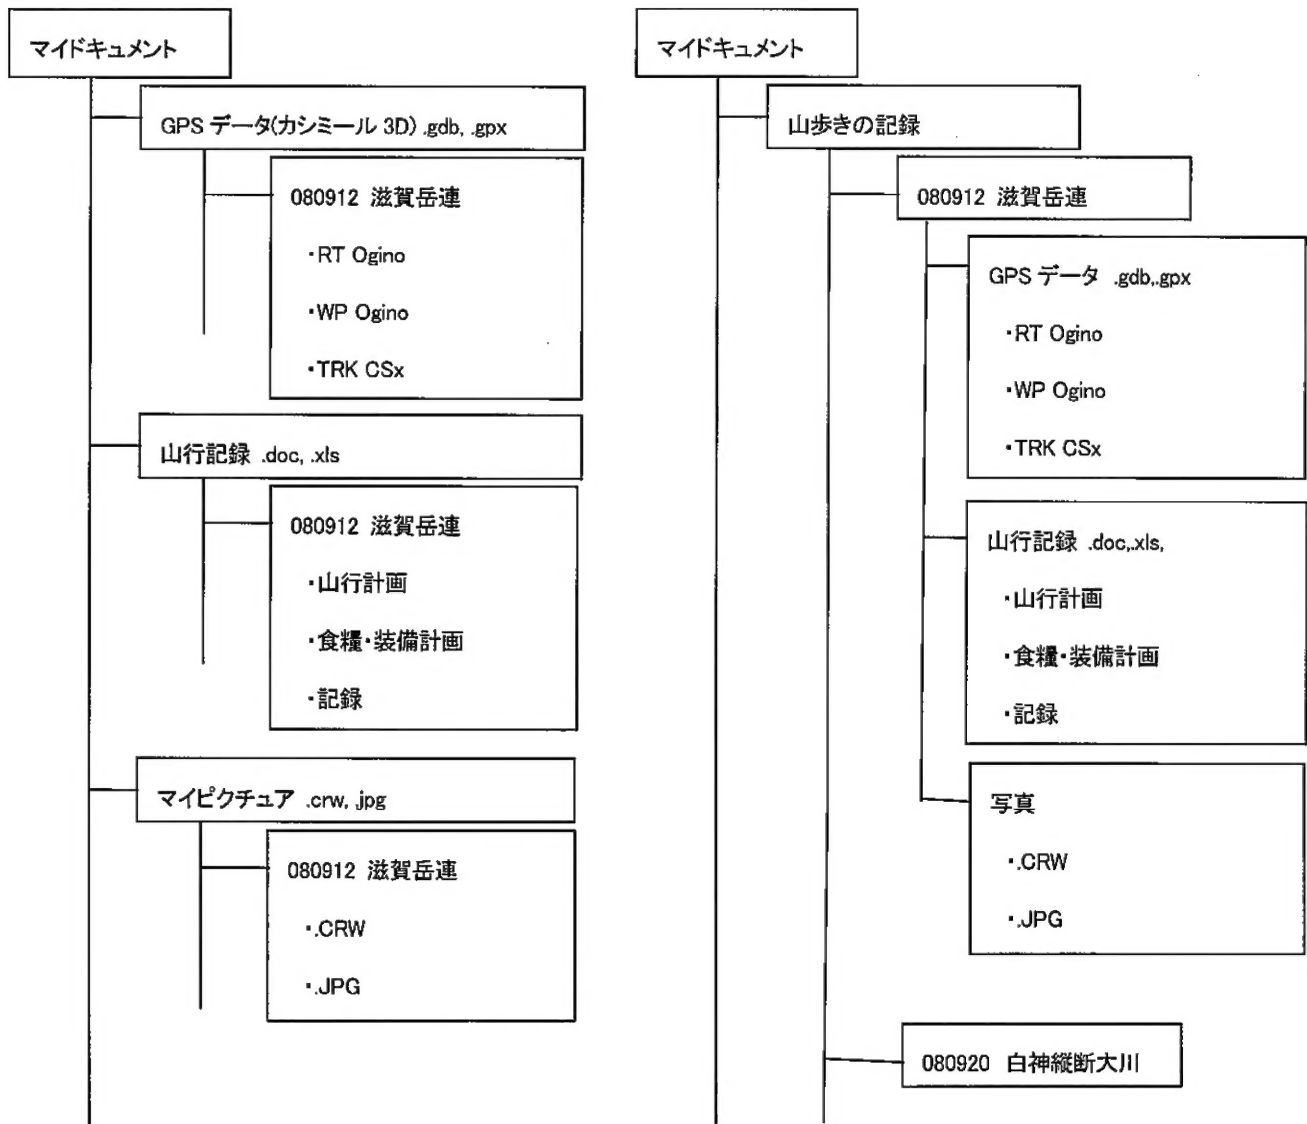 マイドキュメント
GPS データ(カシミール 3D) .gdb, .gpx
080912 滋賀岳連
・RT Ogino
・WP Ogino
・TRK CSx
山行記録 .doc, .xls
080912 滋賀岳連
・山行計画
・食糧・装備計画
・記録
マイピクチュア .crw, .jpg
080912 滋賀岳連
・.CRW
・.JPG
マイドキュメント
山歩きの記録
080912 滋賀岳連
GPS データ .gdb,.gpx
・RT Ogino
・WP Ogino
・TRK CSx
山行記録 .doc,.xls,
・山行計画
・食糧・装備計画
・記録
写真
・.CRW
・.JPG
080920 白神縦断大川